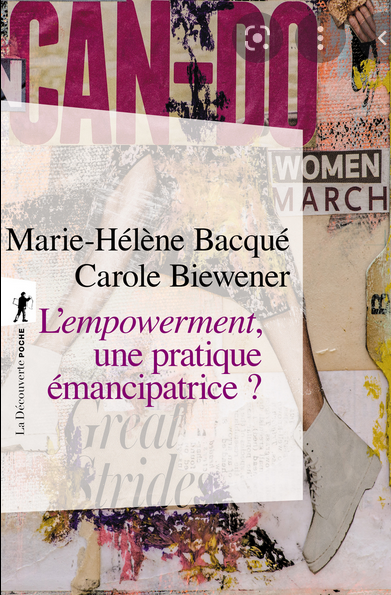 CAN-DO
WOMEN
MARCH
Marie-Hélène Bacqué
Carole Biewener
L'empowerment,
une pratique
émancipatrice ?
La Découverte POCHE
Great
Strides